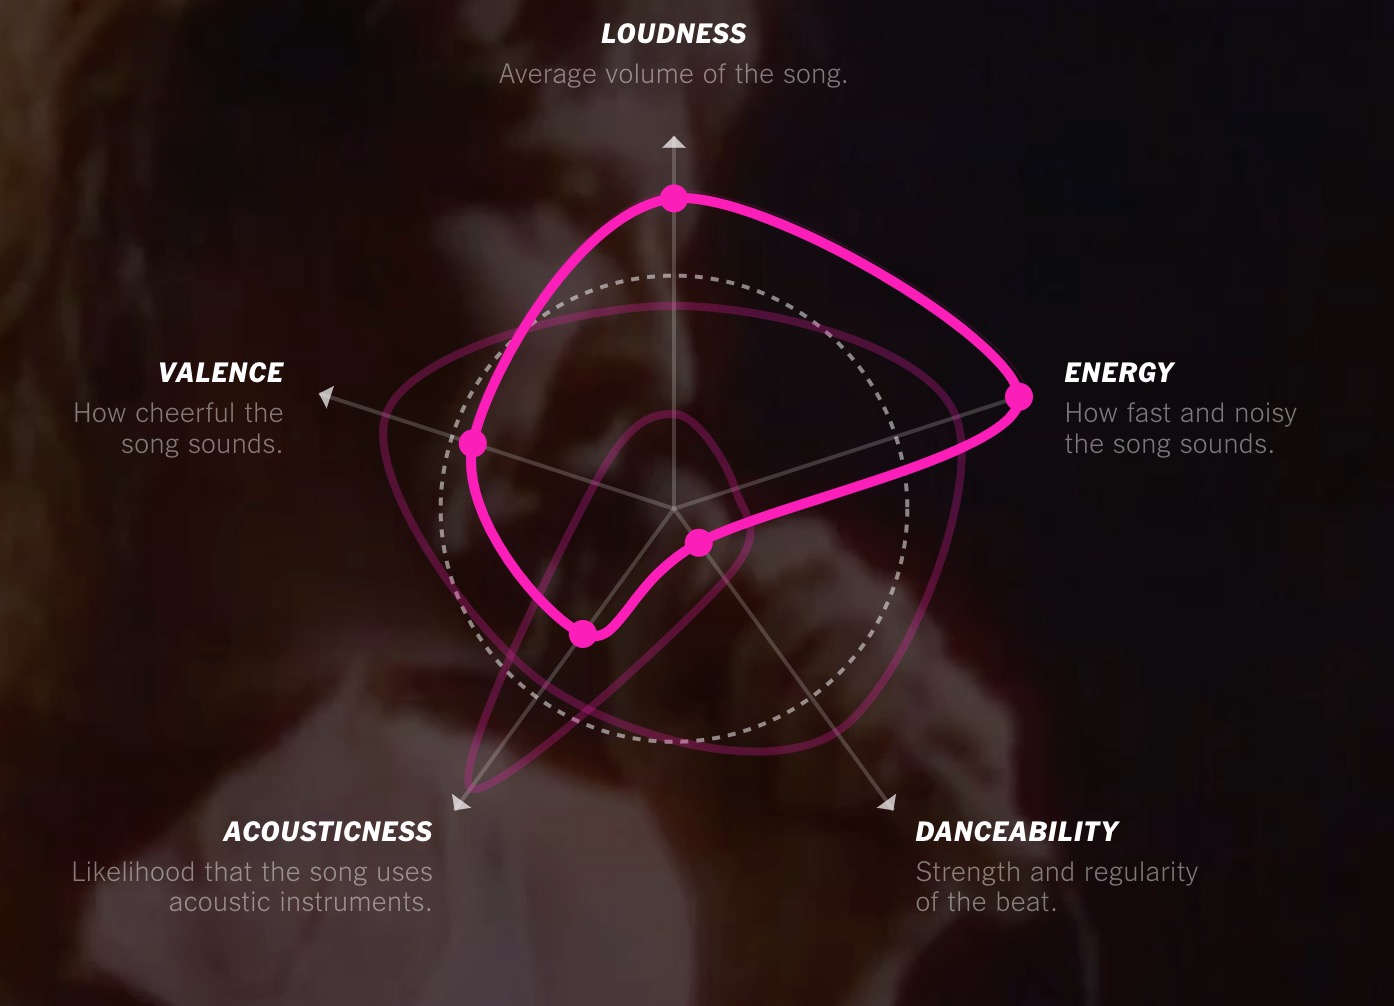 LOUDNESS
Average volume of the song.
VALENCE
How cheerful the
song sounds.
ENERGY
How fast and noisy
the song sounds.
ACOUSTICNESS
Likelihood that the song uses
acoustic instruments.
DANCEABILITY
Strength and regularity
of the beat.